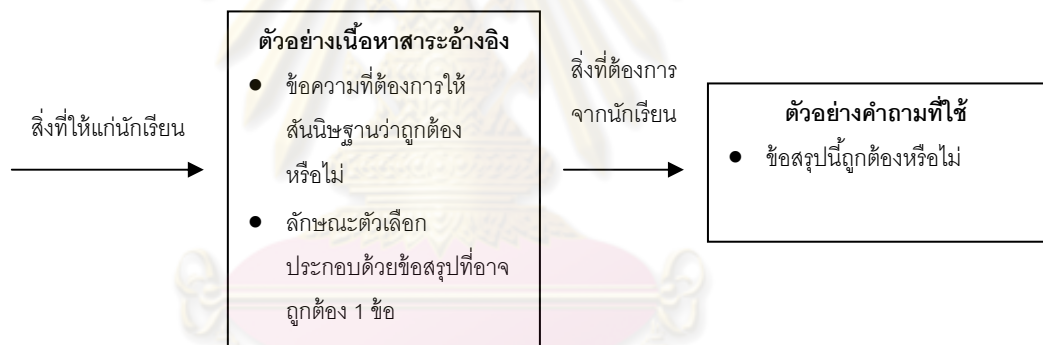 สิ่งที่ให้แก่นักเรียน
ตัวอย่างเนื้อหาสาระอ้างอิง
● ข้อความที่ต้องการให้
สันนิษฐานว่าถูกต้อง
หรือไม่
● ลักษณะตัวเลือก
ประกอบด้วยข้อสรุปที่อาจ
ถูกต้อง 1 ข้อ
สิ่งที่ต้องการ
จากนักเรียน
ตัวอย่างคำถามที่ใช้
● ข้อสรุปนี้ถูกต้องหรือไม่